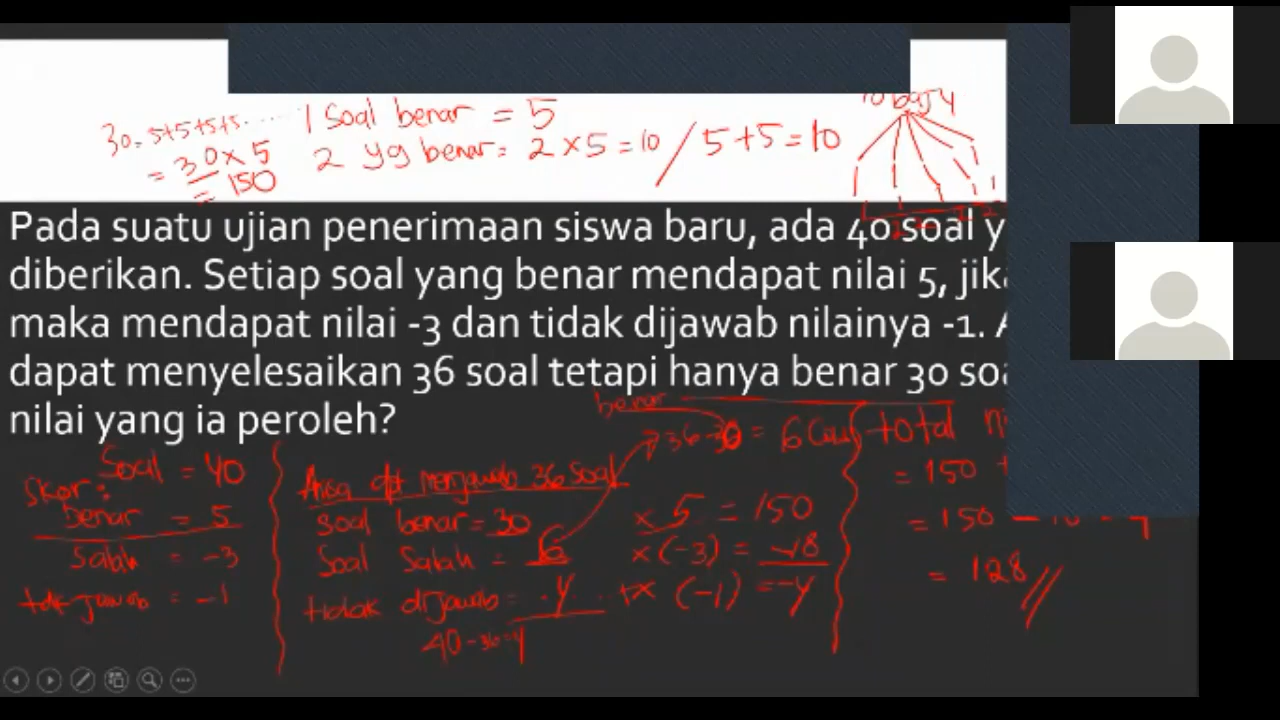 30 = 5+5+5+5.....
= 30 x 5
= 150
1 soal benar = 5
2 yg benar = 2 x 5 = 10 / 5 + 5 = 10
10 baju
Pada suatu ujian penerimaan siswa baru, ada 40 soal y
diberikan. Setiap soal yang benar mendapat nilai 5, jika
maka mendapat nilai -3 dan tidak dijawab nilainya -1. A
dapat menyelesaikan 36 soal tetapi hanya benar 30 soa
nilai yang ia peroleh?
Soal = 40
Skor:
benar = 5
Salah = -3
tdk jawab = -1
Anisa dpt menjawab 36 soal
soal benar = 30 x 5 = 150
Soal Salah = 6 x (-3) = -18
tidak dijawab = 4 x (-1) = -4
40 - 36 = 4
benar
36 - 30 = 6
total
= 150 +
= 150 - 18 - 4
= 128 //